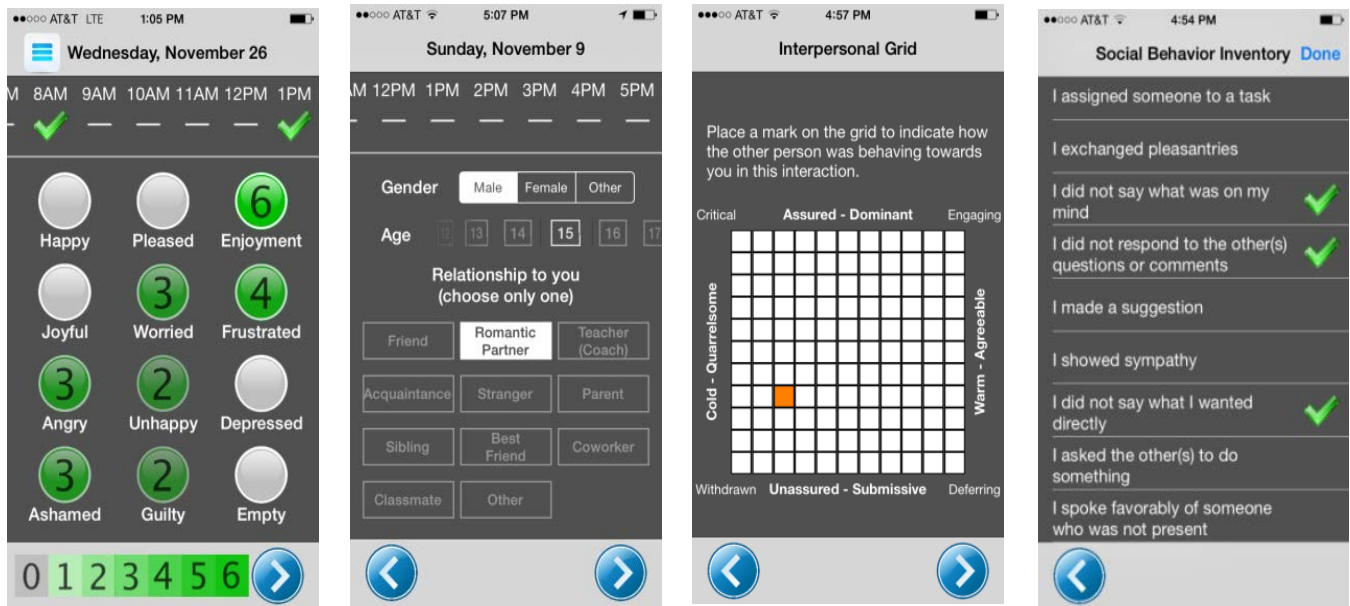 AT&T LTE 1:05 PM
Wednesday, November 26
M 8AM 9AM 10AM 11AM 12PM 1PM
6
Happy Pleased Enjoyment
3 4
Joyful Worried Frustrated
3 2
Angry Unhappy Depressed
3 2
Ashamed Guilty Empty
0 1 2 3 4 5 6
AT&T 5:07 PM
Sunday, November 9
AM 12PM 1PM 2PM 3PM 4PM 5PM
Gender Male Female Other
Age 12 13 14 15 16 17
Relationship to you
(choose only one)
Friend Romantic Partner Teacher (Coach)
Acquaintance Stranger Parent
Sibling Best Friend Coworker
Classmate Other
AT&T 4:57 PM
Interpersonal Grid
Place a mark on the grid to indicate how
the other person was behaving towards
you in this interaction.
Critical Assured - Dominant Engaging
Cold - Quarrelsome
Warm - Agreeable
Withdrawn Unassured - Submissive Deferring
AT&T 4:54 PM
Social Behavior Inventory Done
I assigned someone to a task
I exchanged pleasantries
I did not say what was on my
mind
I did not respond to the other(s)
questions or comments
I made a suggestion
I showed sympathy
I did not say what I wanted
directly
I asked the other(s) to do
something
I spoke favorably of someone
who was not present